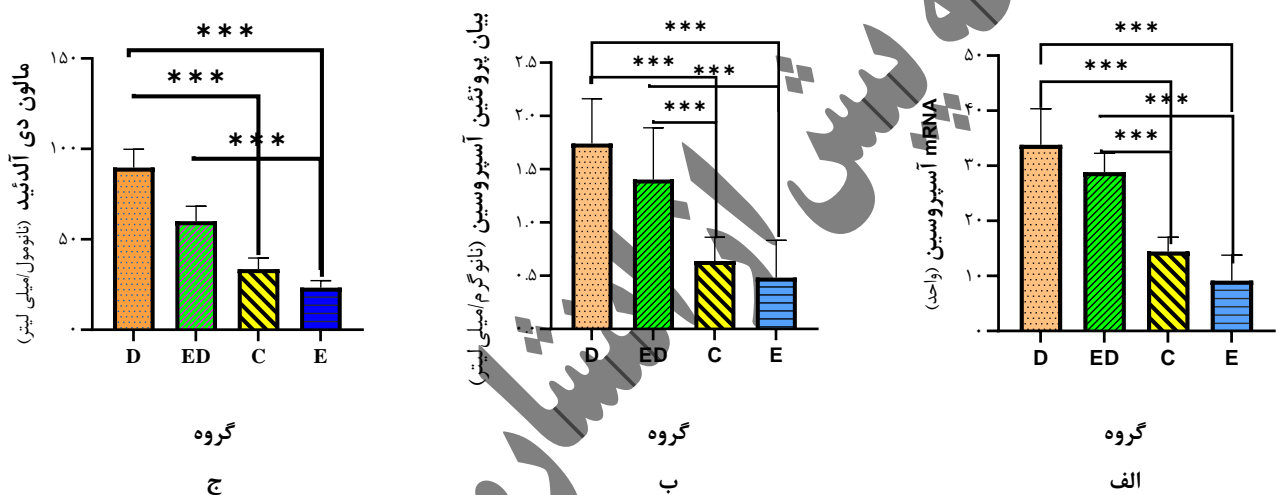 مالون دی آلدئید (نانومول/میلی لیتر)
۱۵۰
۱۰۰
۵۰
۰
***
***
***
D ED C E
گروه
ج
بیان پروتئین آسپروسین (نانوگرم/میلی لیتر)
۲.۵
۲.۰
۱.۵
۱.۰
۰.۵
۰.۰
***
***
***
***
D ED C E
گروه
ب
mRNA آسپروسین (واحد)
۵۰
۴۰
۳۰
۲۰
۱۰
۰
***
***
***
***
D ED C E
گروه
الف